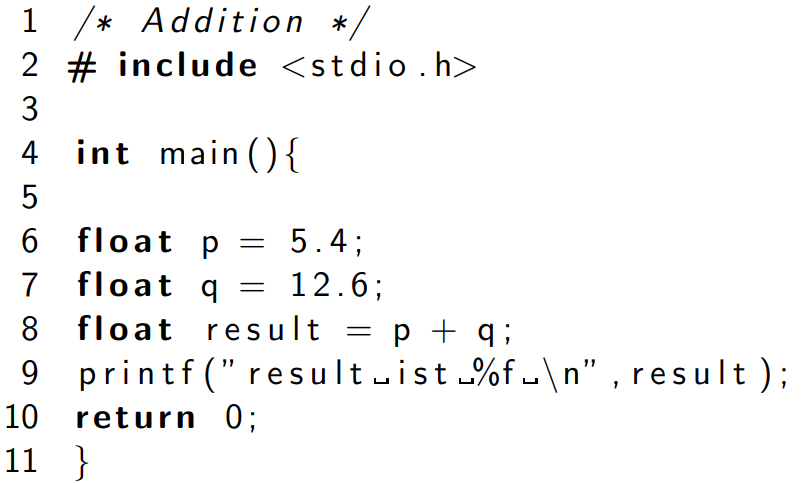 1 /* Addition */
2 # include <stdio.h>
3
4 int main(){
5
6 float p = 5.4;
7 float q = 12.6;
8 float result = p + q;
9 printf("result␣ist␣%f␣\n",result);
10 return 0;
11 }